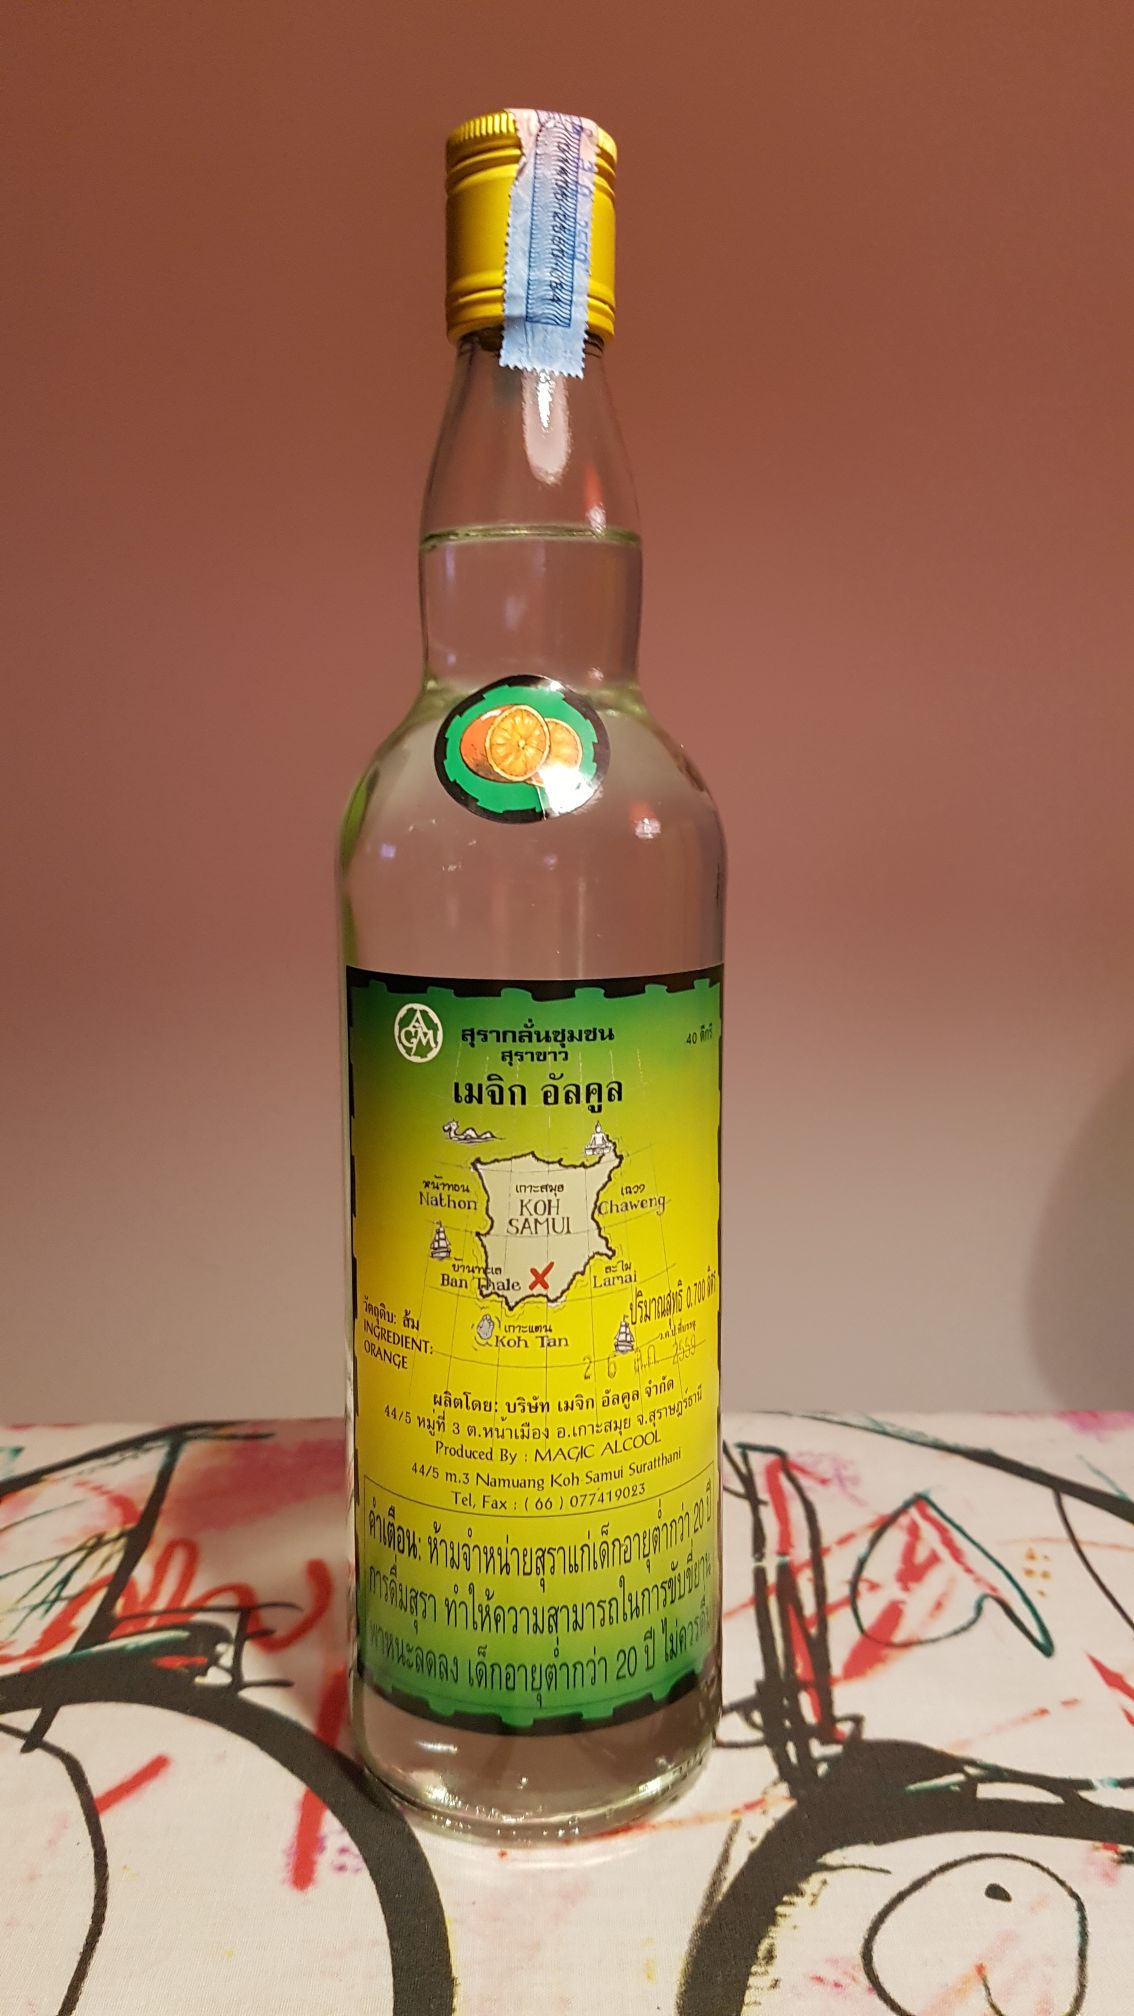 AGM
สุรากลั่นชุมชน
40 ดีกรี
สุราขาว
เมจิก อัลคูล
หน้าทอน
Nathon
เกาะสมุย
KOH
SAMUI
เฉวง
Chaweng
บ้านทะเล
Ban Thale
ละไม
Lamai
ปริมาณสุทธิ 0.700 ลิตร
ว.ด.ป.ที่บรรจุ
วัตถุดิบ: ส้ม
INGREDIENT:
ORANGE
เกาะแตน
Koh Tan
ผลิตโดย: บริษัท เมจิก อัลคูล จำกัด
44/5 หมู่ที่ 3 ต.หน้าเมือง อ.เกาะสมุย จ.สุราษฎร์ธานี
Produced By : MAGIC ALCOOL
44/5 m.3 Namuang Koh Samui Suratthani
Tel, Fax : ( 66 ) 077419023
คำเตือน: ห้ามจำหน่ายสุราแก่เด็กอายุต่ำกว่า 20 ปี
การดื่มสุรา ทำให้ความสามารถในการขับขี่ยาน
พาหนะลดลง เด็กอายุต่ำกว่า 20 ปี ไม่ควรดื่ม